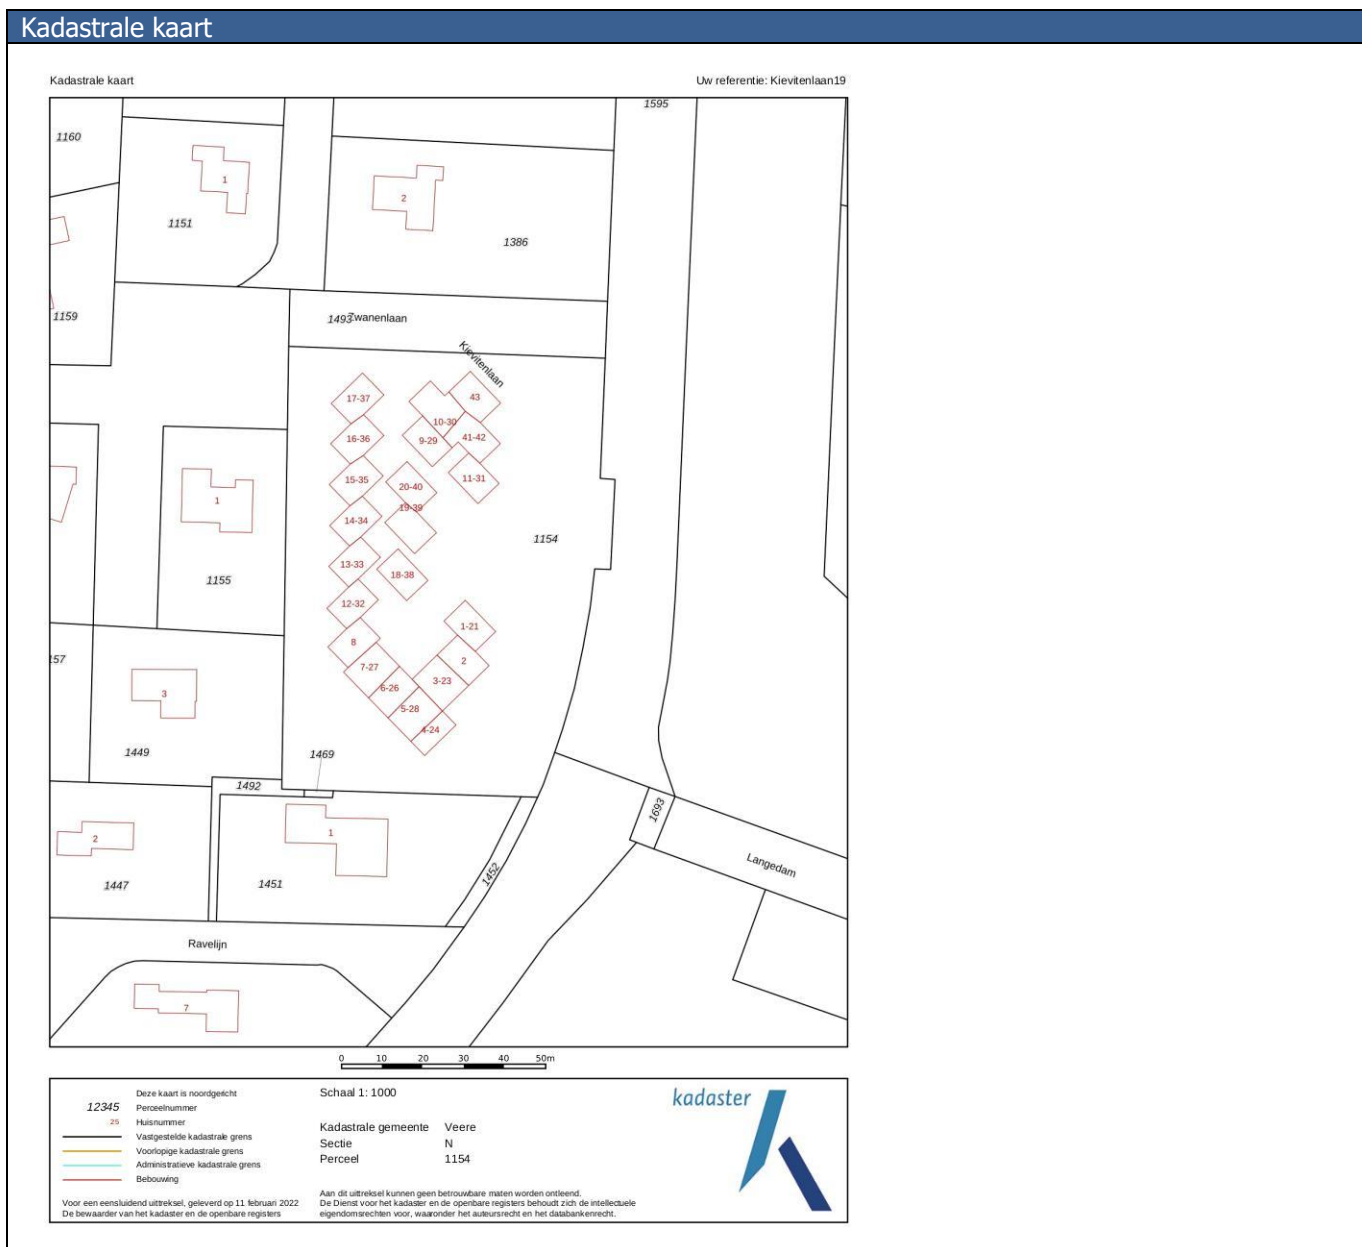 Kadastrale kaart
Kadastrale kaart
Uw referentie: Kievitenlaan19
1595
1160
1
2
1151
1386
1159
1493
Zwanenlaan
Kievitenlaan
17-37
43
10-30
16-36
9-29
41-42
15-35
20-40
11-31
1
19-39
14-34
1154
13-33
18-38
1155
12-32
1-21
8
157
7-27
2
3
6-26
3-23
5-28
4-24
1449
1469
1492
1693
2
1
Langedam
1447
1451
1452
Ravelijn
7
0 10 20 30 40 50m
Deze kaart is noordgericht
12345 Perceelnummer
25 Huisnummer
Vastgestelde kadastrale grens
Voorlopige kadastrale grens
Administratieve kadastrale grens
Bebouwing
Voor een eensluidend uittreksel, geleverd op 11 februari 2022
De bewaarder van het kadaster en de openbare registers
Schaal 1: 1000
Kadastrale gemeente Veere
Sectie N
Perceel 1154
Aan dit uittreksel kunnen geen betrouwbare maten worden ontleend.
De Dienst voor het kadaster en de openbare registers behoudt zich de intellectuele
eigendomsrechten voor, waaronder het auteursrecht en het databankenrecht.
kadaster